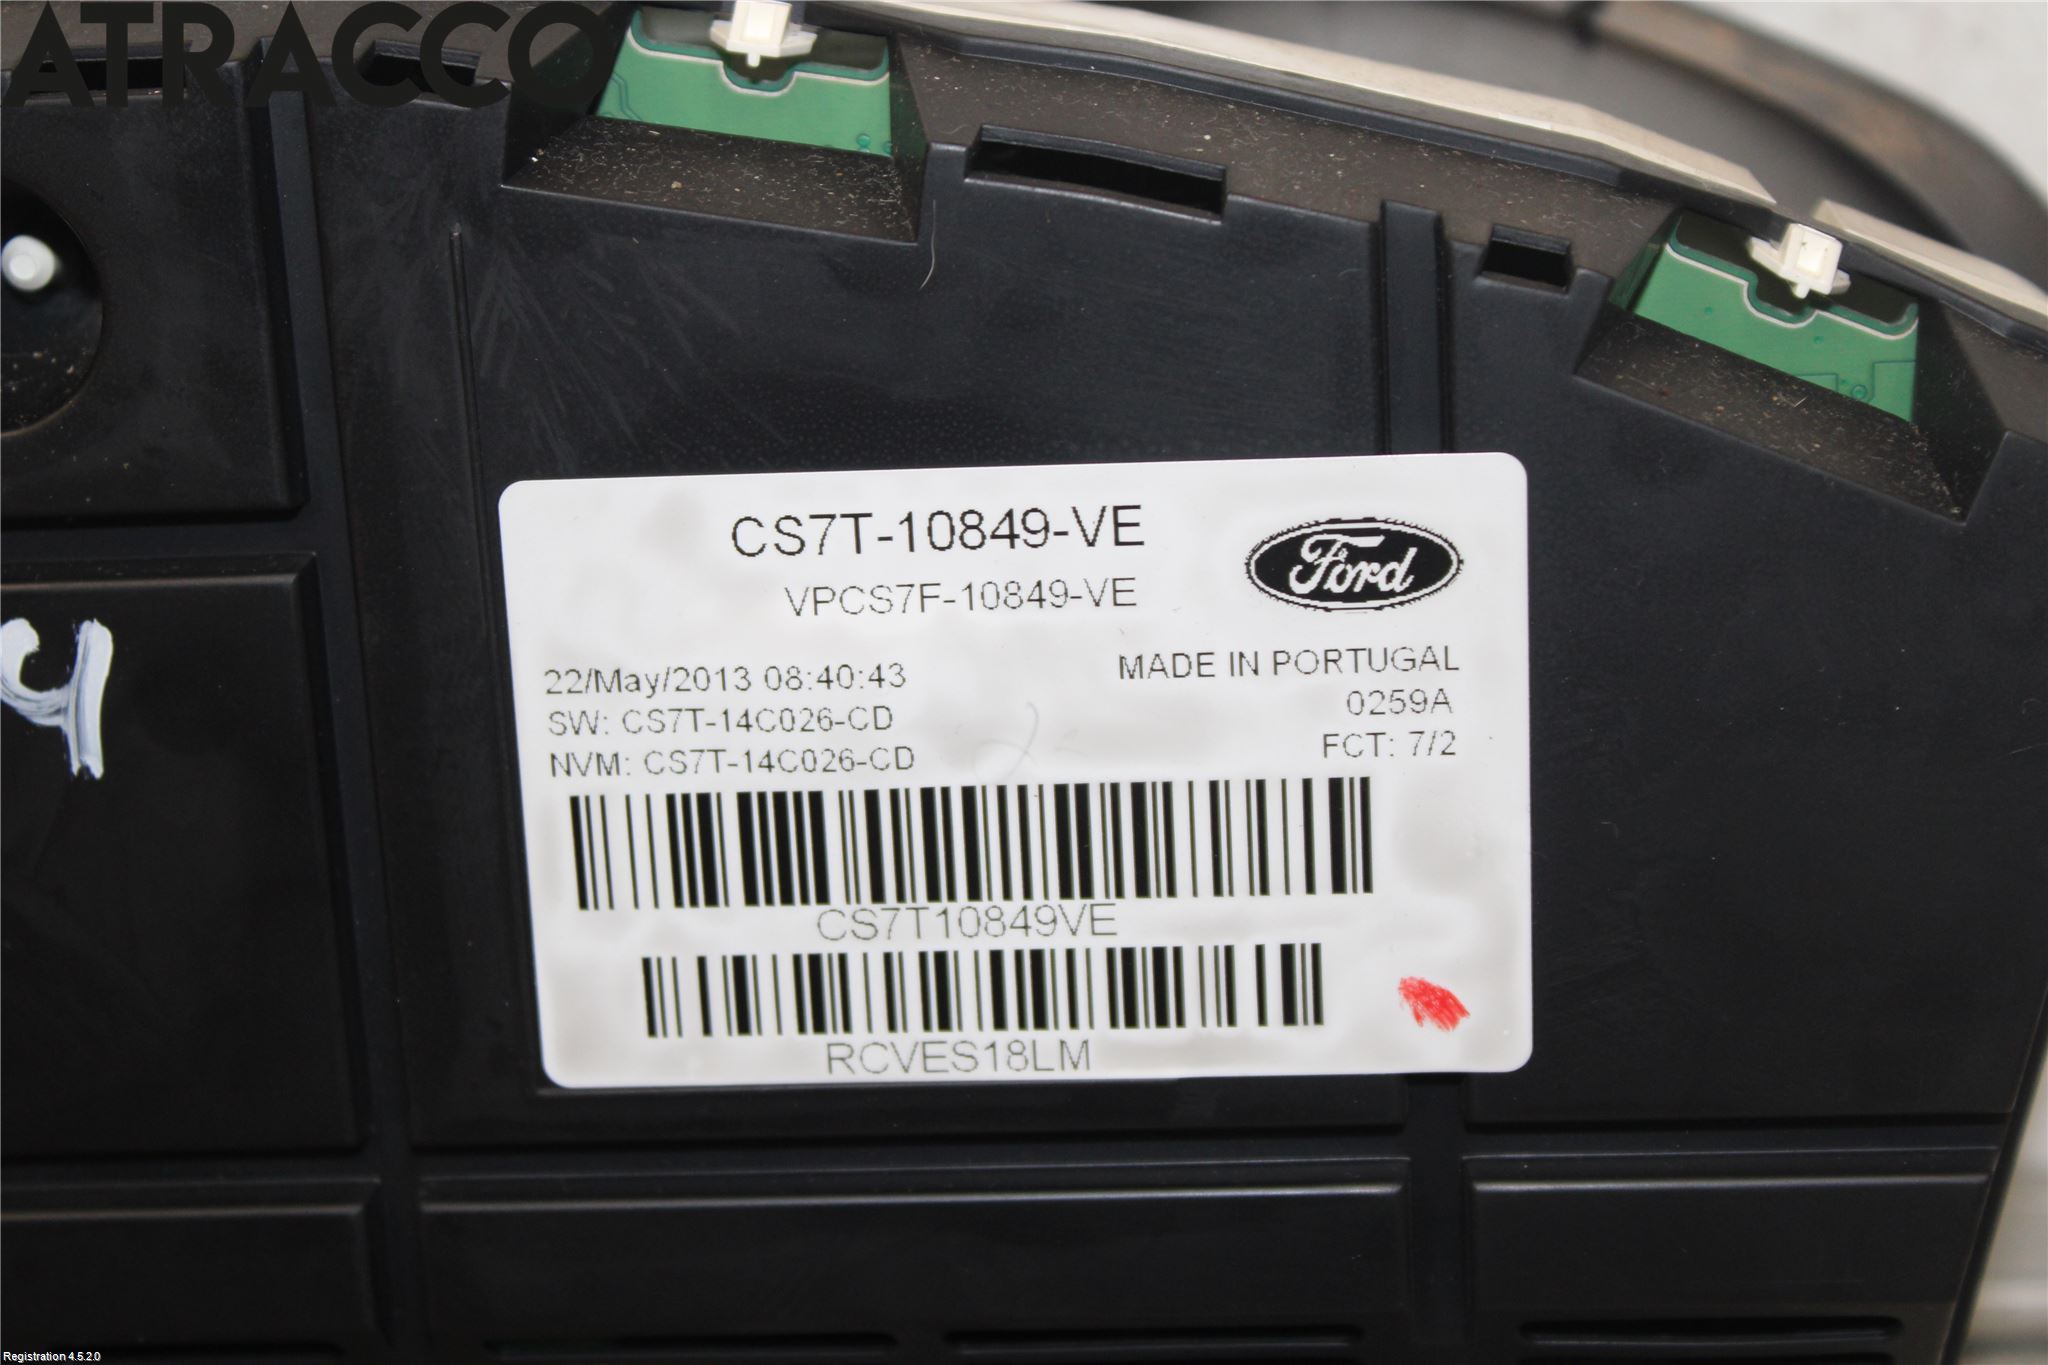 ATRACCO
CS7T-10849-VE
VPCS7F-10849-VE
Ford
22/May/2013 08:40:43
SW: CS7T-14C026-CD
NVM: CS7T-14C026-CD
MADE IN PORTUGAL
0259A
FCT: 7/2
CS7T10849VE
RCVES18LM
Registration 4.5.2.0